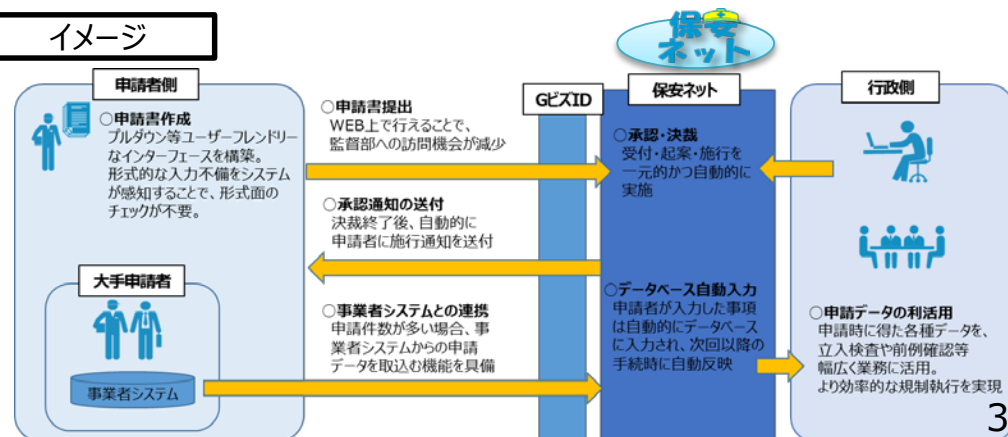 イメージ
保安
ネット
申請者側
○申請書作成
プルダウン等ユーザーフレンドリー
なインターフェースを構築。
形式的な入力不備をシステム
が感知することで、形式面の
チェックが不要。
大手申請者
事業者システム
○申請書提出
WEB上で行えることで、
監督部への訪問機会が減少
○承認通知の送付
決裁終了後、自動的に
申請者に施行通知を送付
○事業者システムとの連携
申請件数が多い場合、事
業者システムからの申請
データを取込む機能を具備
GビズID
保安ネット
○承認・決裁
受付・起案・施行を
一元的かつ自動的に
実施
○データベース自動入力
申請者が入力した事項
は自動的にデータベース
に入力され、次回以降の
手続時に自動反映
行政側
○申請データの利活用
申請時に得た各種データを、
立入検査や前例確認等
幅広く業務に活用。
より効率的な規制執行を実現
3